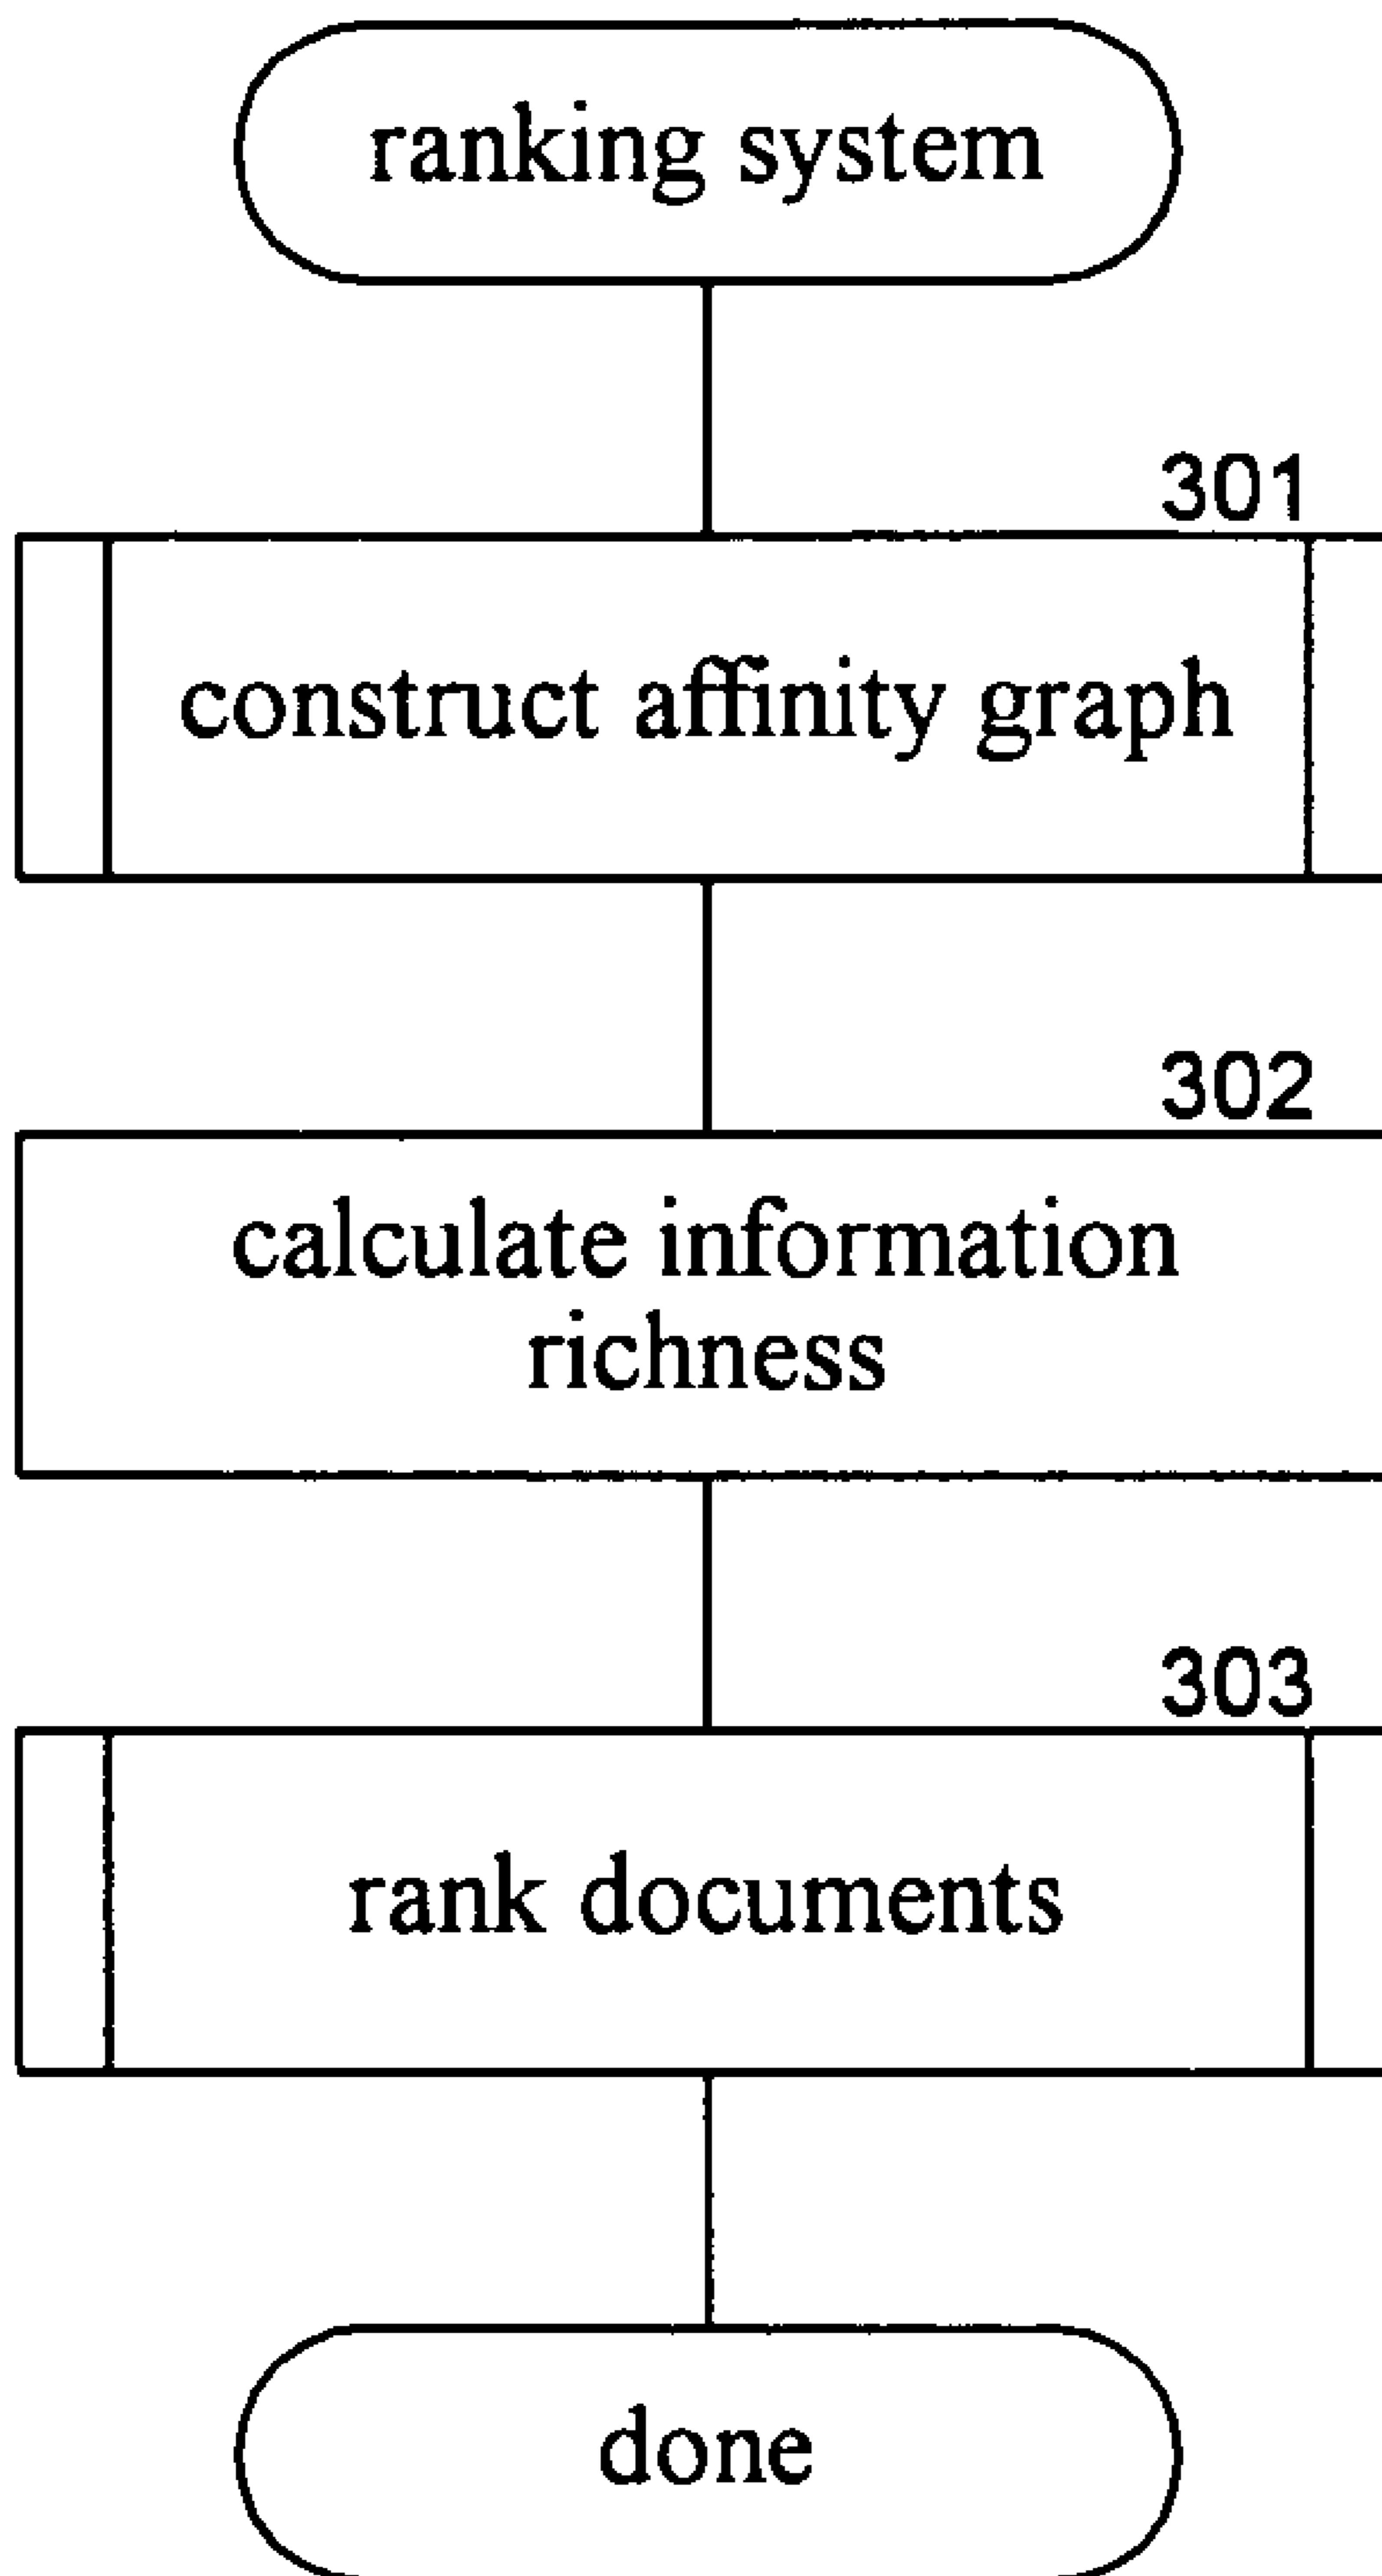 ranking system
301
construct affinity graph
302
calculate information
richness
303
rank documents
done